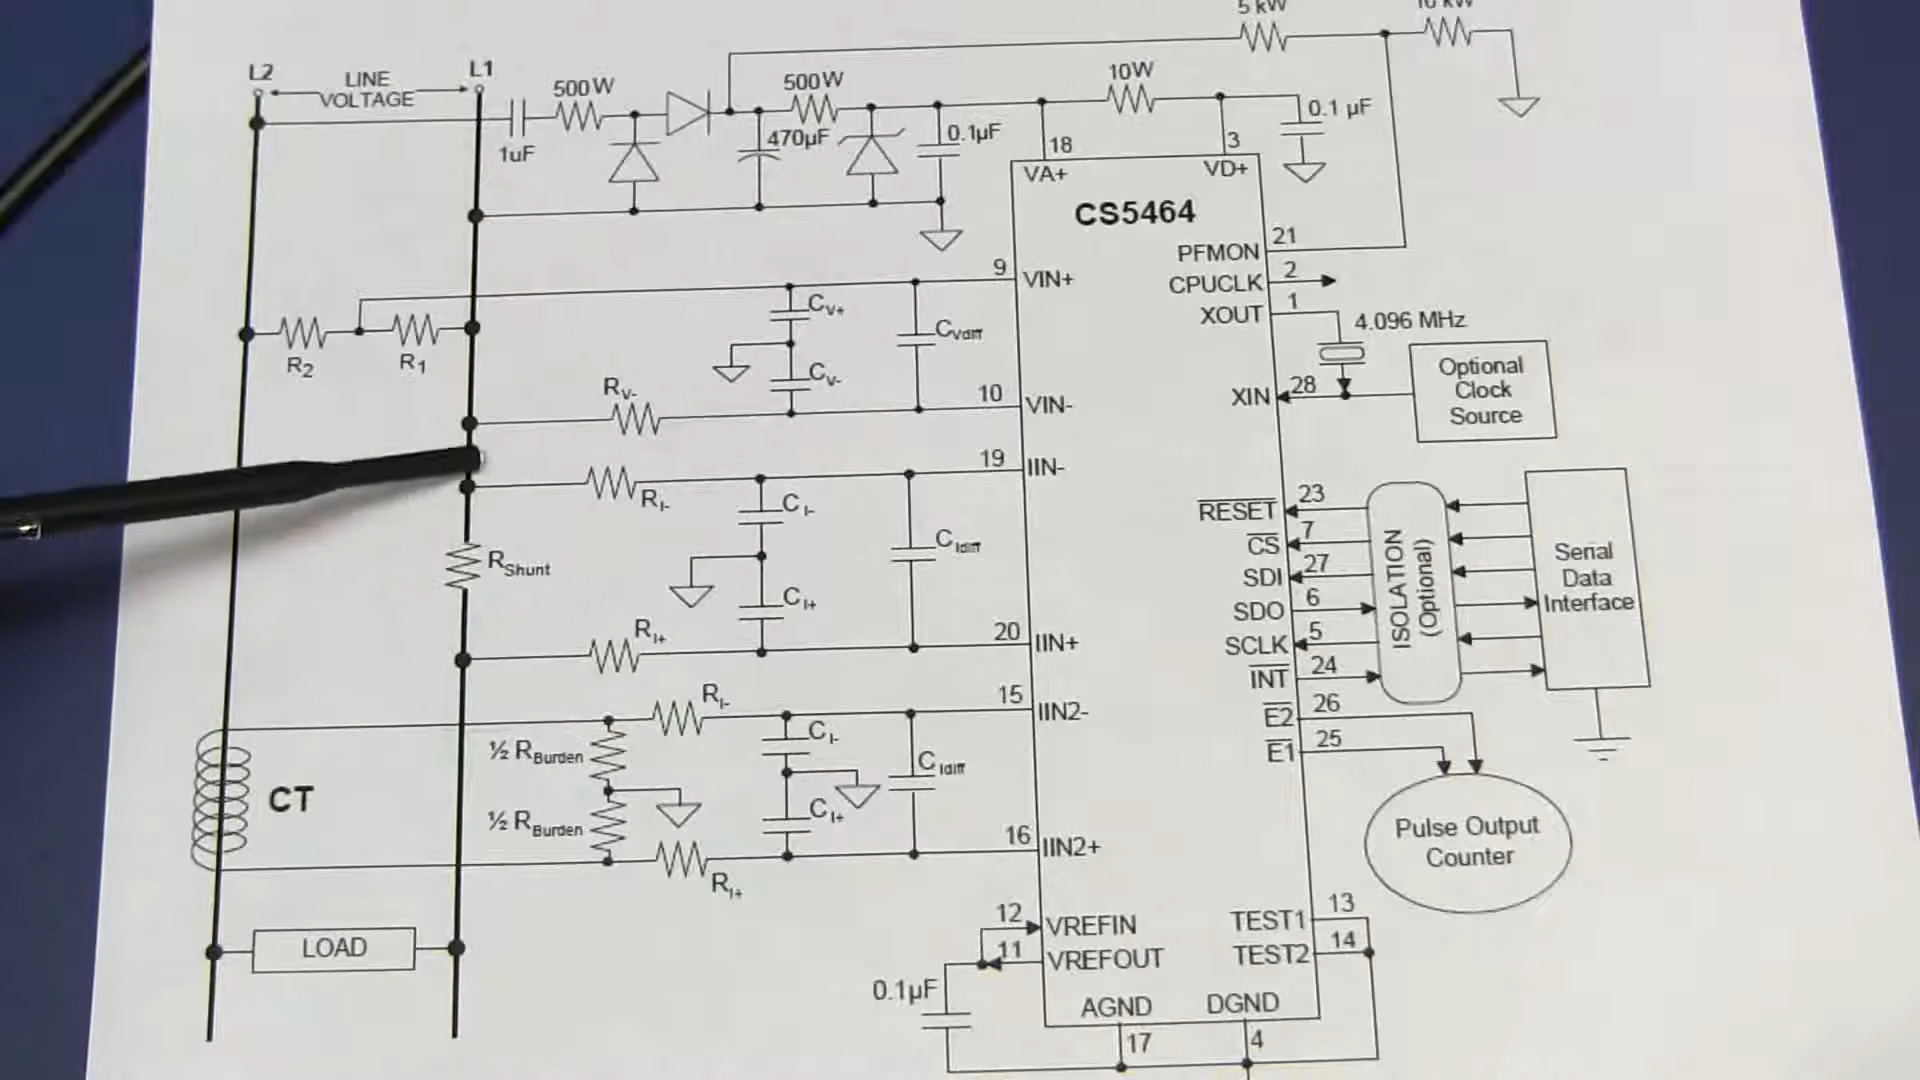 5 kW
10 kW
L2
LINE
VOLTAGE
L1
500W
500W
10W
1uF
470µF
0.1µF
0.1 µF
18
3
VA+
VD+
CS5464
21
PFMON
2
CPUCLK
1
XOUT
4.096 MHz
Optional
Clock
Source
28
XIN
9
VIN+
CV+
CVdiff
CV-
R2
R1
RV-
10
VIN-
19
IIN-
RI-
CI-
CIdiff
RShunt
CI+
RI+
20
IIN+
23
RESET
7
CS
27
SDI
6
SDO
5
SCLK
24
INT
26
E2
25
E1
ISOLATION
(Optional)
Serial
Data
Interface
15
IIN2-
RI-
½ RBurden
CI-
CIdiff
CT
½ RBurden
CI+
16
IIN2+
RI+
Pulse Output
Counter
LOAD
12
VREFIN
11
VREFOUT
TEST1
13
TEST2
14
0.1µF
AGND
DGND
17
4